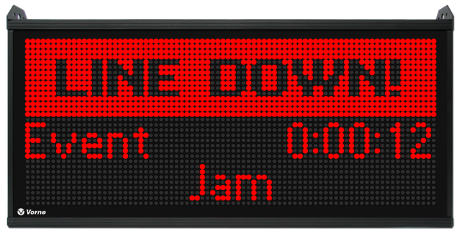 LINE DOWN!
Event 0:00:12
Jam
Vorne